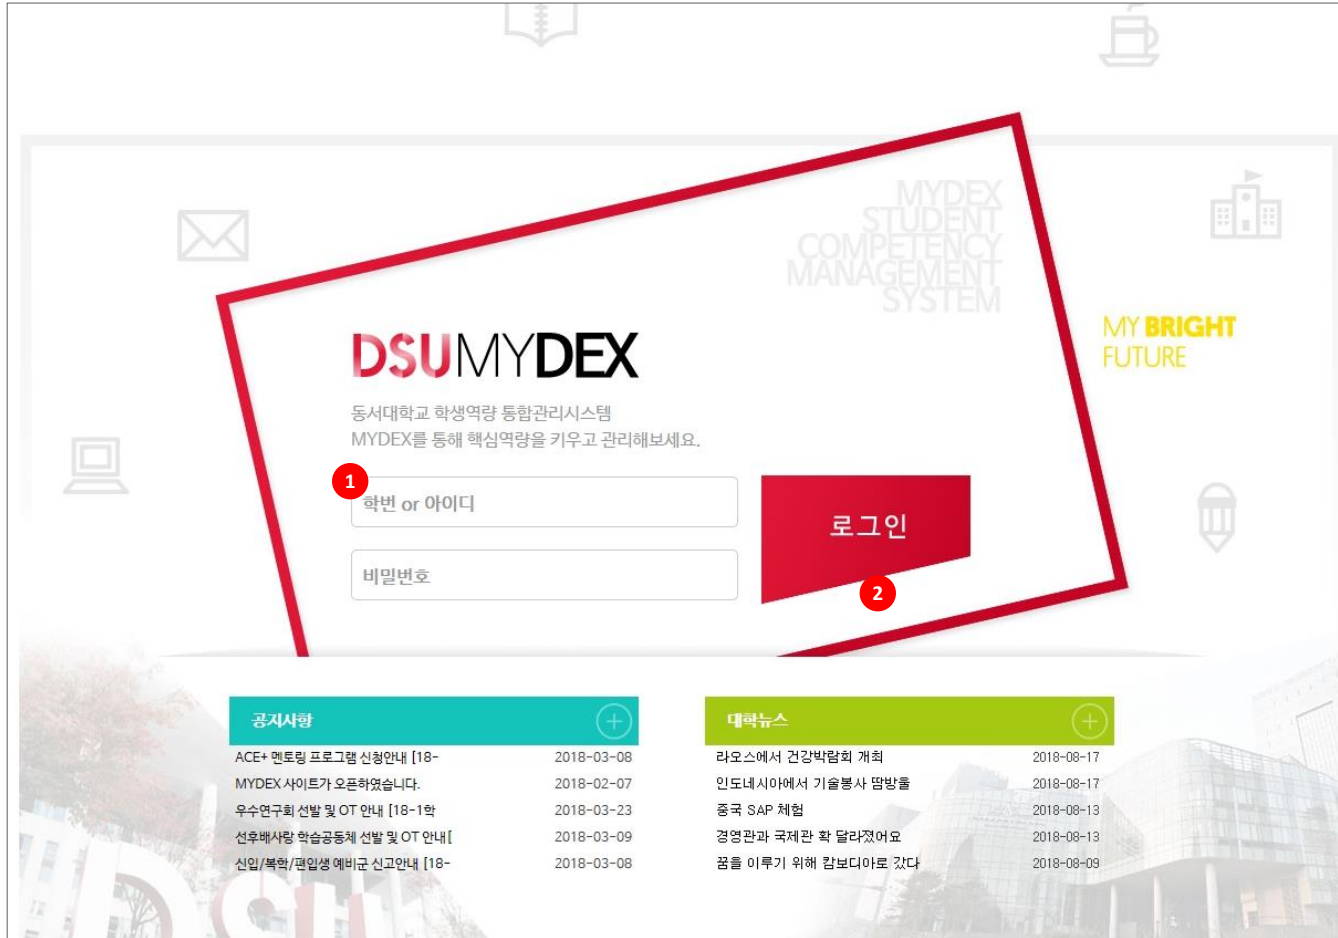 MYDEX
STUDENT
COMPETENCY
MANAGEMENT
SYSTEM
MY BRIGHT
FUTURE
DSUMYDEX
동서대학교 학생역량 통합관리시스템
MYDEX를 통해 핵심역량을 키우고 관리해보세요.
1
학번 or 아이디
비밀번호
로그인
2
공지사항
ACE+ 멘토링 프로그램 신청안내 [18- 2018-03-08
MYDEX 사이트가 오픈하였습니다. 2018-02-07
우수연구회 선발 및 OT 안내 [18-1학 2018-03-23
선후배사랑 학습공동체 선발 및 OT 안내[ 2018-03-09
신입/복학/편입생 예비군 신고안내 [18- 2018-03-08
대학뉴스
라오스에서 건강박람회 개최 2018-08-17
인도네시아에서 기술봉사 땀방울 2018-08-17
중국 SAP 체험 2018-08-13
경영관과 국제관 확 달라졌어요 2018-08-13
꿈을 이루기 위해 캄보디아로 갔다 2018-08-09
DSU